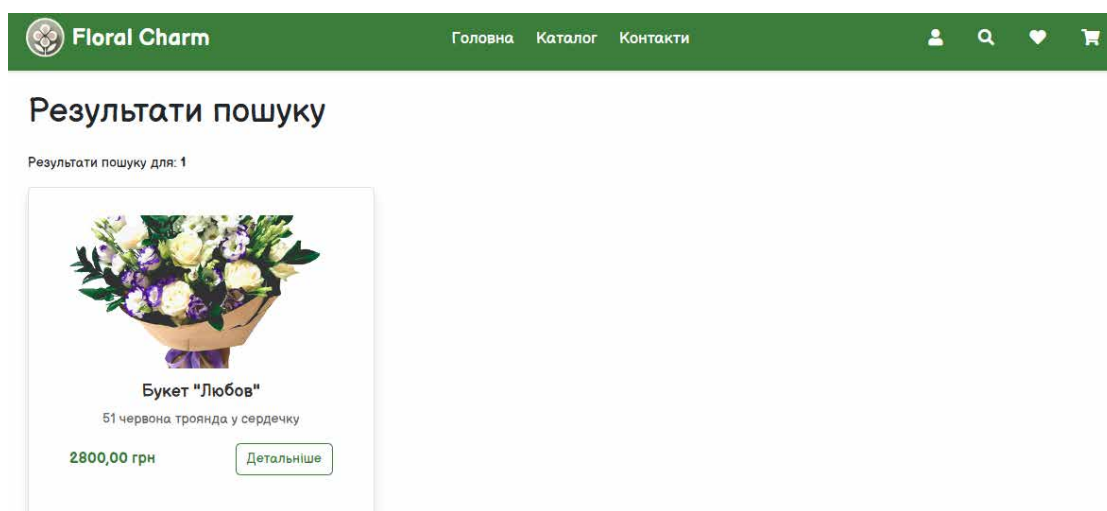 Floral Charm
Головна Каталог Контакти
Результати пошуку
Результати пошуку для: 1
Букет "Любов"
51 червона троянда у сердечку
2800,00 грн
Детальніше